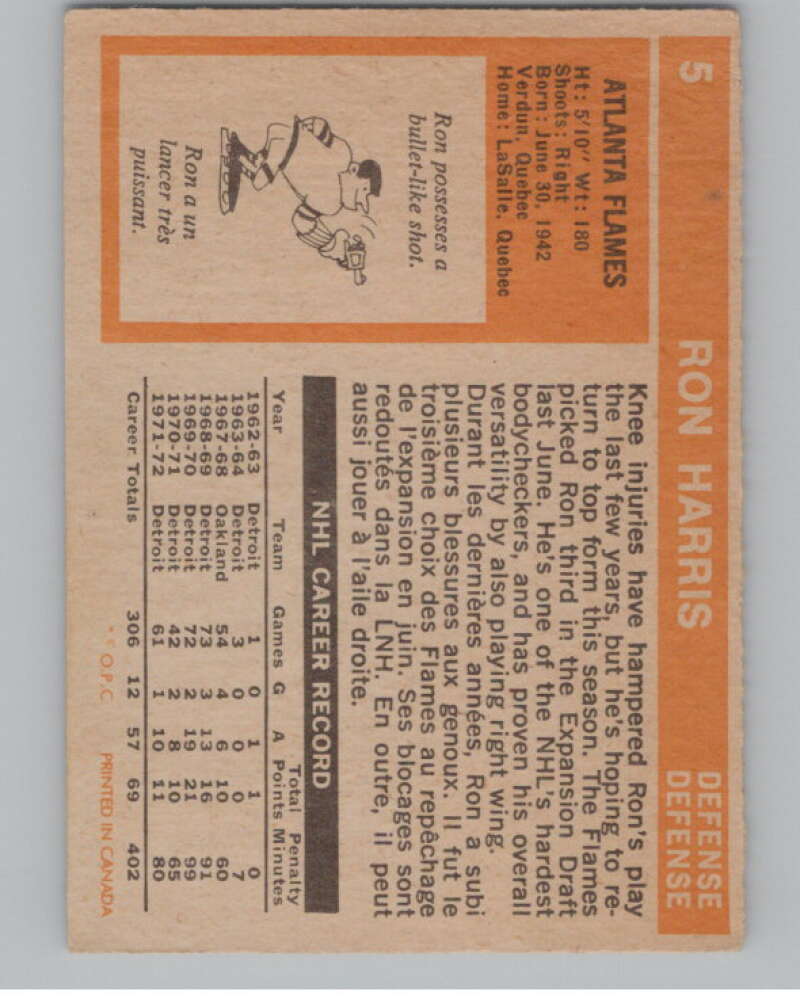 5 RON HARRIS DEFENSE
DEFENSE
ATLANTA FLAMES
Ht: 5'10" Wt: 180
Shoots: Right
Born: June 30, 1942
Verdun, Quebec
Home: LaSalle, Quebec
Ron possesses a
bullet-like shot.
Ron a un
lancer très
puissant.
Knee injuries have hampered Ron's play
the last few years, but he's hoping to re-
turn to top form this season. The Flames
picked Ron third in the Expansion Draft
last June. He's one of the NHL's hardest
bodycheckers, and has proven his overall
versatility by also playing right wing.
Durant les dernières années, Ron a subi
plusieurs blessures aux genoux. Il fut le
troisième choix des Flames au repêchage
de l'expansion en juin. Ses blocages sont
redoutés dans la LNH. En outre, il peut
aussi jouer à l'aile droite.
NHL CAREER RECORD
Total Penalty
Year Team Games G A Points Minutes
1962-63 Detroit 1 0 1 1 0
1963-64 Detroit 3 0 0 0 7
1967-68 Oakland 54 4 6 10 60
1968-69 Detroit 73 3 13 16 91
1969-70 Detroit 72 2 19 21 99
1970-71 Detroit 42 2 8 10 65
1971-72 Detroit 61 1 10 11 80
Career Totals 306 12 57 69 402
** O.P.C. PRINTED IN CANADA